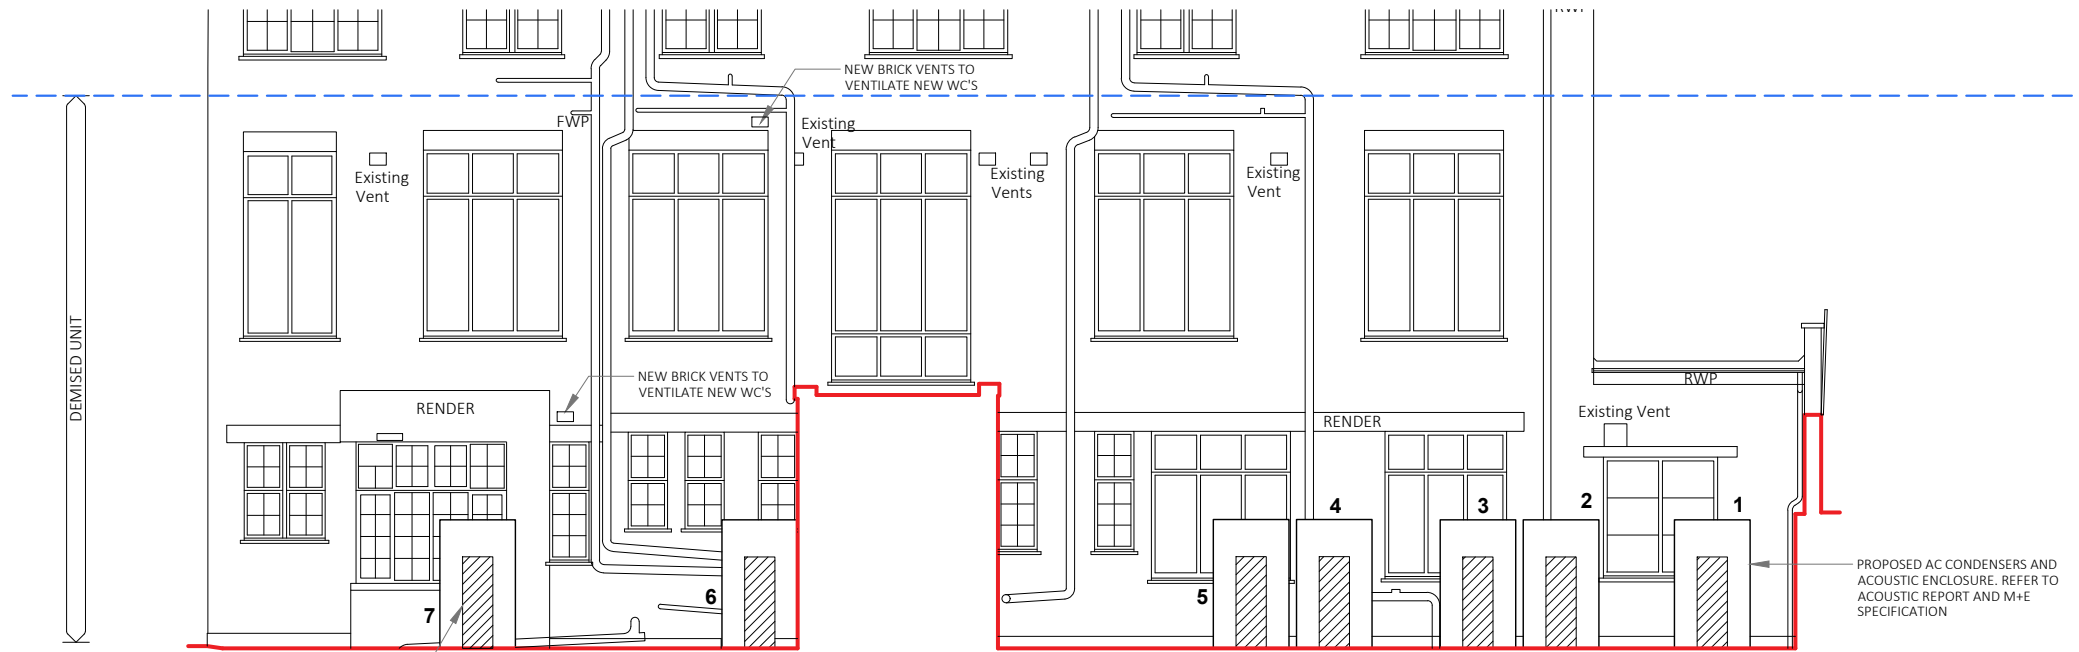 NEW BRICK VENTS TO
VENTILATE NEW WC'S
FWP
Existing
Vent
Existing
Vent
Existing
Vents
Existing
Vent
DEMISED UNIT
NEW BRICK VENTS TO
VENTILATE NEW WC'S
RENDER
RWP
Existing Vent
RENDER
1
2
3
4
5
6
7
PROPOSED AC CONDENSERS AND
ACOUSTIC ENCLOSURE. REFER TO
ACOUSTIC REPORT AND M+E
SPECIFICATION